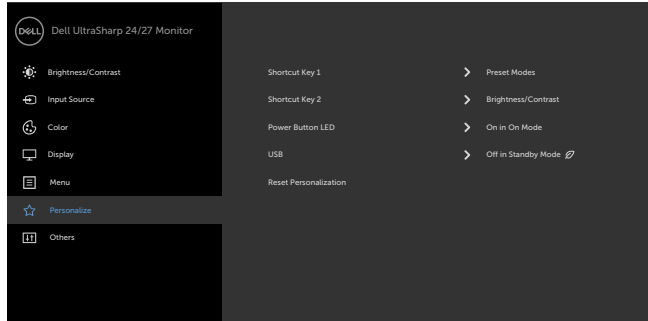 DELL Dell UltraSharp 24/27 Monitor
Brightness/Contrast Shortcut Key 1 Preset Modes
Input Source Shortcut Key 2 Brightness/Contrast
Color Power Button LED On in On Mode
Display USB Off in Standby Mode
Menu Reset Personalization
Personalize
Others